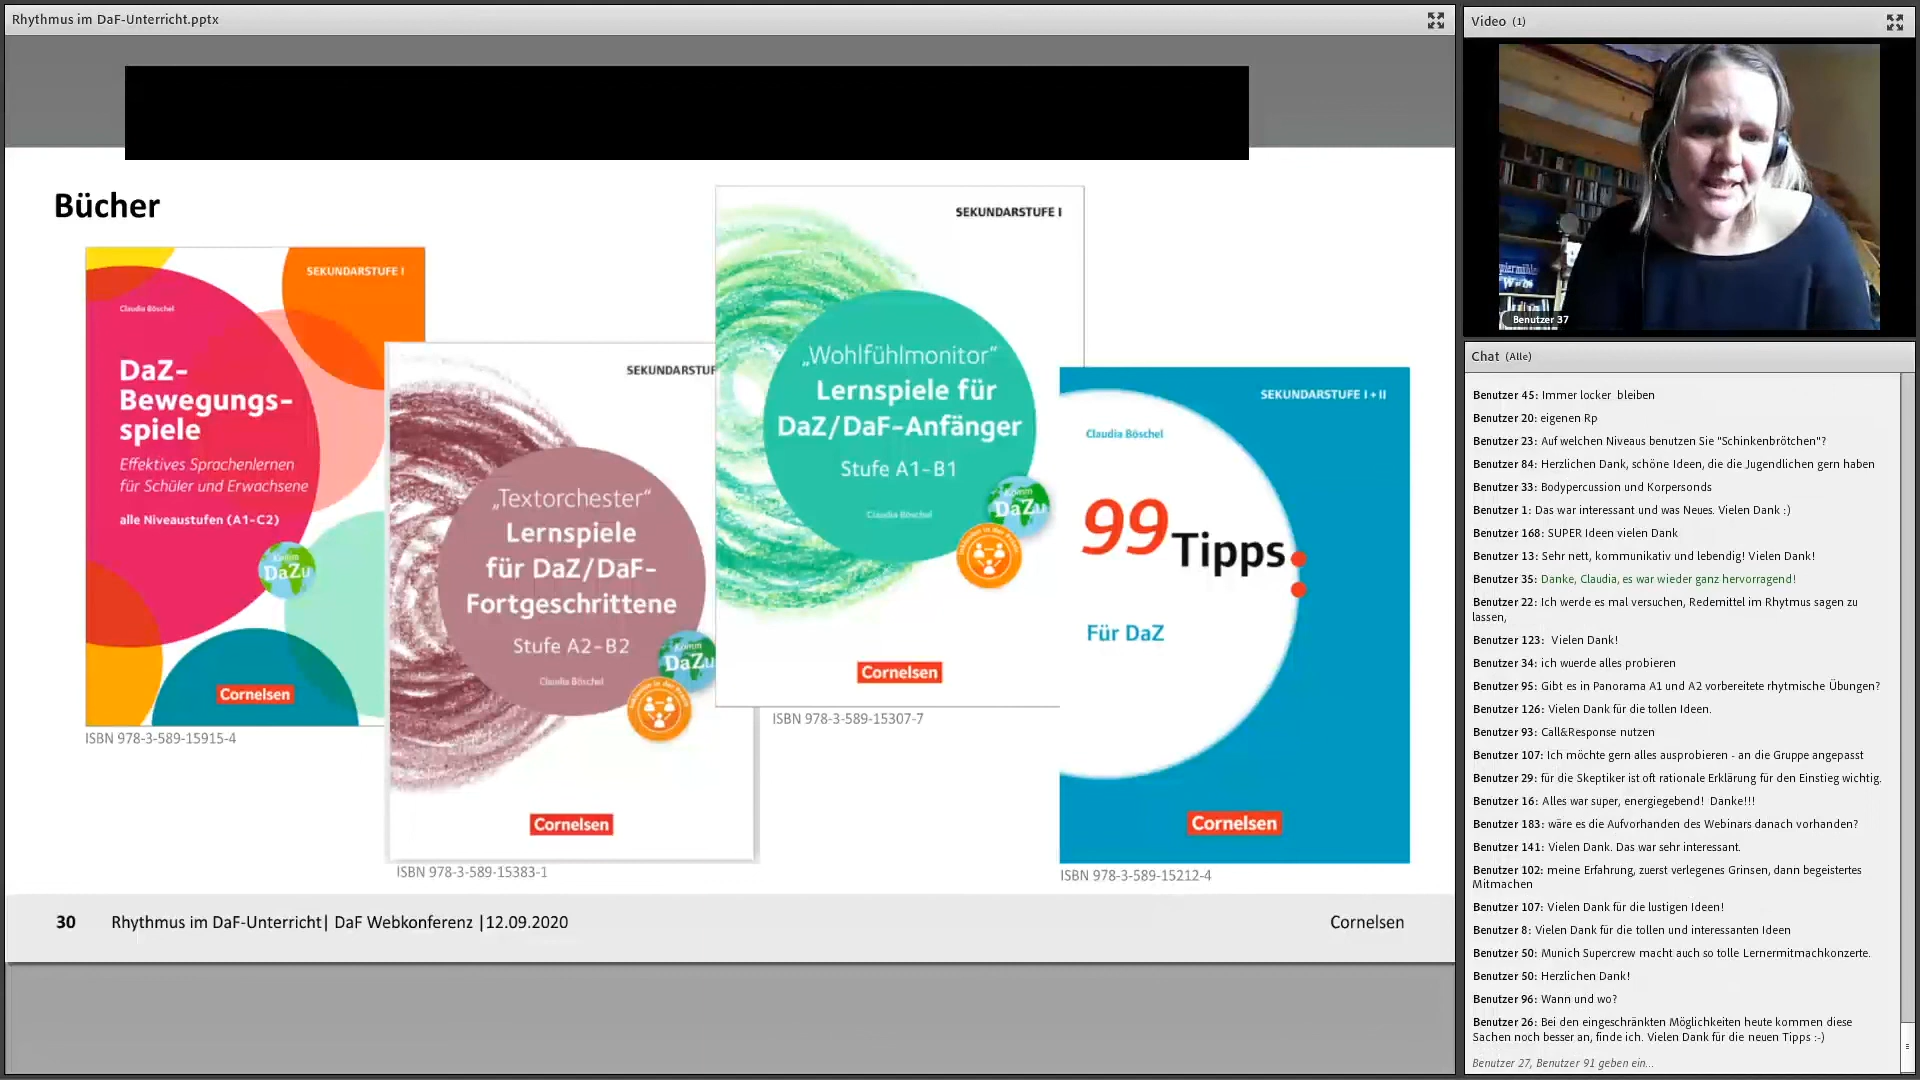 Rhythmus im DaF-Unterricht.pptx
Bücher
SEKUNDARSTUFE I
Claudia Böschel
DaZ-
Bewegungs-
spiele
Effektives Sprachenlernen
für Schüler und Erwachsene
alle Niveaustufen (A1-C2)
Komm
DaZu
Cornelsen
ISBN 978-3-589-15915-4
SEKUNDARSTUF
„Textorchester“
Lernspiele
für DaZ/DaF-
Fortgeschrittene
Stufe A2-B2
Claudia Böschel
Komm
DaZu
Cornelsen
ISBN 978-3-589-15383-1
SEKUNDARSTUFE I
„Wohlfühlmonitor“
Lernspiele für
DaZ/DaF-Anfänger
Stufe A1-B1
Claudia Böschel
Komm
DaZu
Cornelsen
ISBN 978-3-589-15307-7
SEKUNDARSTUFE I + II
Claudia Böschel
99 Tipps:
Für DaZ
Cornelsen
ISBN 978-3-589-15212-4
30 Rhythmus im DaF-Unterricht| DaF Webkonferenz |12.09.2020
Cornelsen
Video (1)
Benutzer 37
Chat (Alle)
Benutzer 45: Immer locker bleiben
Benutzer 20: eigenen Rp
Benutzer 23: Auf welchen Niveaus benutzen Sie "Schinkenbrötchen"?
Benutzer 84: Herzlichen Dank, schöne Ideen, die die Jugendlichen gern haben
Benutzer 33: Bodypercussion und Korpersonds
Benutzer 1: Das war interessant und was Neues. Vielen Dank :)
Benutzer 168: SUPER Ideen vielen Dank
Benutzer 13: Sehr nett, kommunikativ und lebendig! Vielen Dank!
Benutzer 35: Danke, Claudia, es war wieder ganz hervorragend!
Benutzer 22: Ich werde es mal versuchen, Redemittel im Rhytmus sagen zu
lassen,
Benutzer 123: Vielen Dank!
Benutzer 34: ich wuerde alles probieren
Benutzer 95: Gibt es in Panorama A1 und A2 vorbereitete rhytmische Übungen?
Benutzer 126: Vielen Dank für die tollen Ideen.
Benutzer 93: Call&Response nutzen
Benutzer 107: Ich möchte gern alles ausprobieren - an die Gruppe angepasst
Benutzer 29: für die Skeptiker ist oft rationale Erklärung für den Einstieg wichtig.
Benutzer 16: Alles war super, energiegebend! Danke!!!
Benutzer 183: wäre es die Aufvorhanden des Webinars danach vorhanden?
Benutzer 141: Vielen Dank. Das war sehr interessant.
Benutzer 102: meine Erfahrung, zuerst verlegenes Grinsen, dann begeistertes
Mitmachen
Benutzer 107: Vielen Dank für die lustigen Ideen!
Benutzer 8: Vielen Dank für die tollen und interessanten Ideen
Benutzer 50: Munich Supercrew macht auch so tolle Lernermitmachkonzerte.
Benutzer 50: Herzlichen Dank!
Benutzer 96: Wann und wo?
Benutzer 26: Bei den eingeschränkten Möglichkeiten heute kommen diese
Sachen noch besser an, finde ich. Vielen Dank für die neuen Tipps :-)
Benutzer 27, Benutzer 91 geben ein...